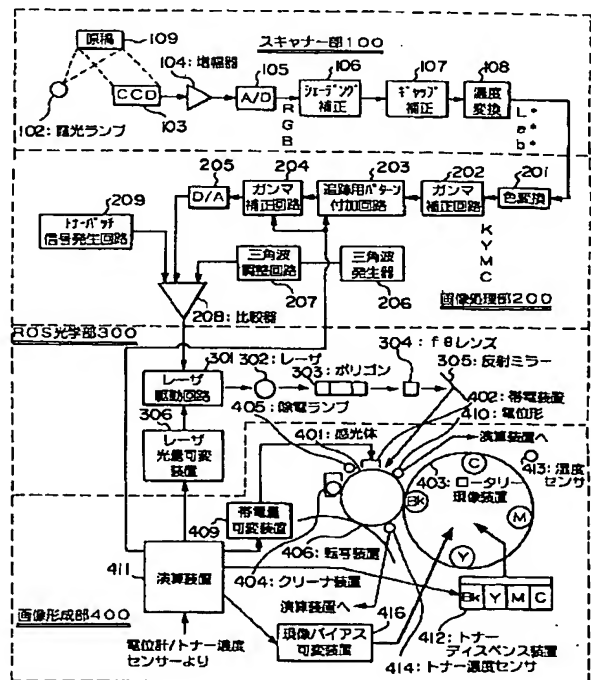 原稿
109
スキャナー部100
104:増幅器
105
106
107
108
CCD
A/D
シェーディング
補正
ギャップ
補正
濃度
変換
102:露光ランプ
103
R
G
B
L*
a*
b*
205
204
203
202
201
209
D/A
ガンマ
補正回路
追跡用パターン
付加回路
ガンマ
補正回路
色変換
トナーパッチ
信号発生回路
K
Y
M
C
三角波
調整回路
三角波
発生器
207
206
208:比較器
画像処理部200
ROS光学部300
301
302:レーザ
303:ポリゴン
304:fθレンズ
305:反射ミラー
レーザ
駆動回路
306
レーザ
光量可変
装置
405:除電ランプ
402:帯電装置
410:電位形
401:感光体
演算装置へ
413:湿度
センサ
C
403:ロータリー
現像装置
BK
M
Y
409
帯電量
可変装置
406:転写装置
404:クリーナ装置
411
演算装置
演算装置へ
416
BK Y M C
画像形成部400
412:トナー
ディスペンス装置
電位計/トナー濃度
センサーより
現像バイアス
可変装置
414:トナー濃度センサ